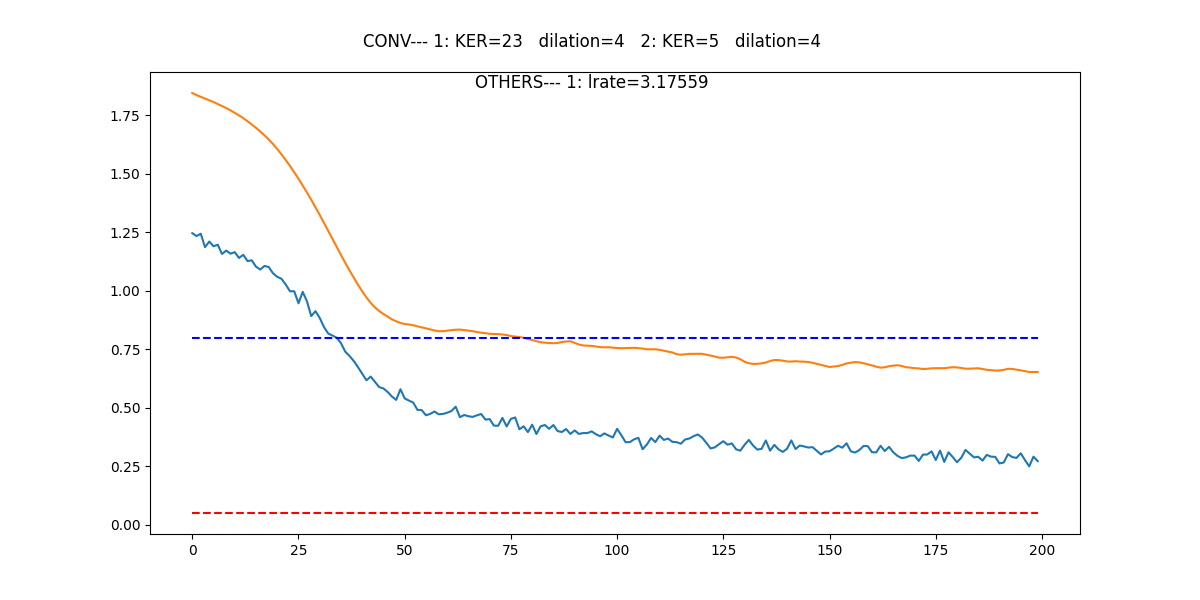 CONV--- 1: KER=23   dilation=4   2: KER=5   dilation=4
OTHERS--- 1: lrate=3.17559
1.75
1.50
1.25
1.00
0.75
0.50
0.25
0.00
0 25 50 75 100 125 150 175 200